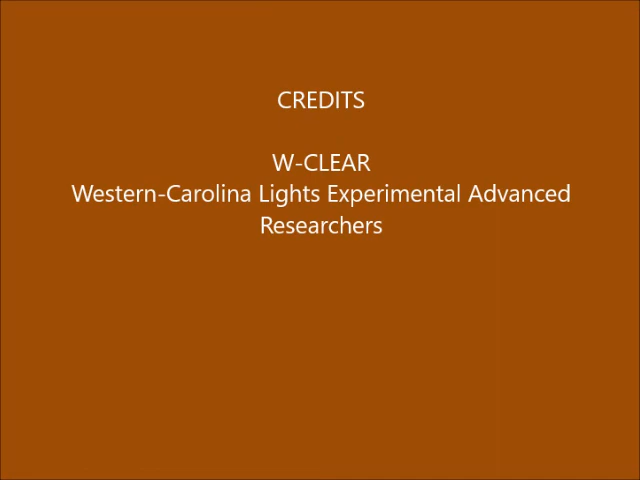 CREDITS
W-CLEAR
Western-Carolina Lights Experimental Advanced
Researchers